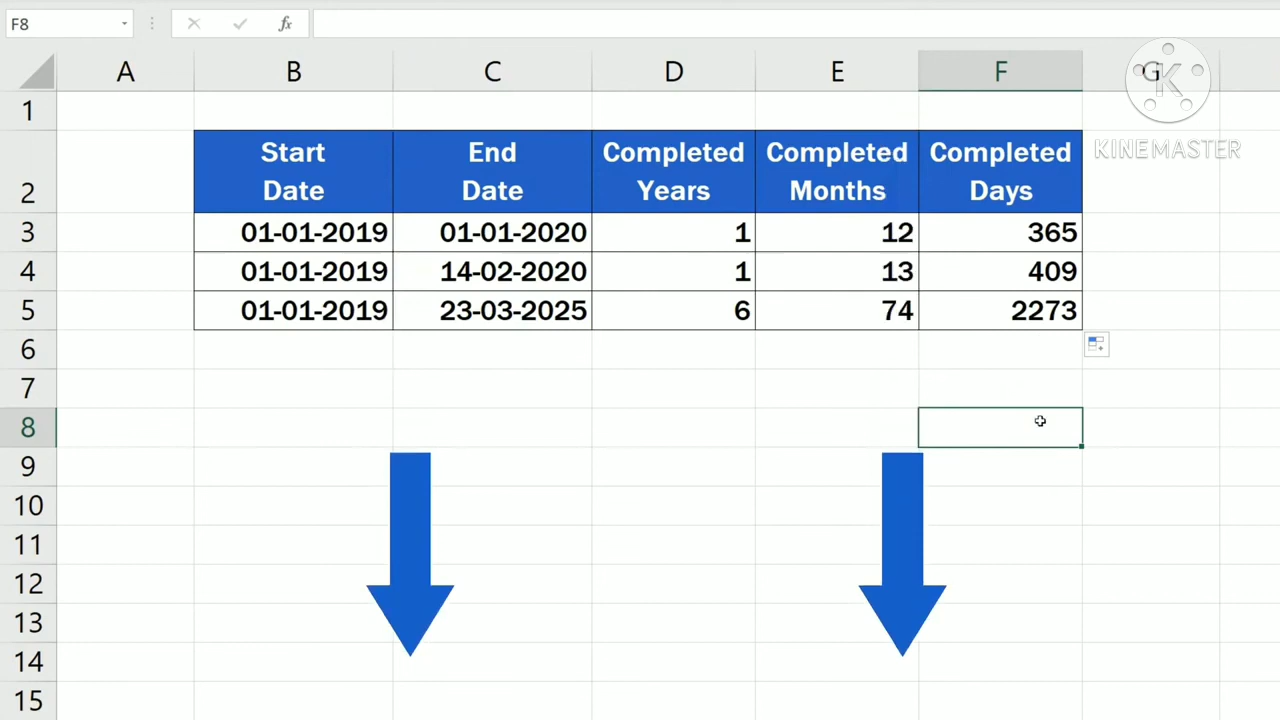 F8
fx
A B C D E F G
KINEMASTER
1
2 Start Date End Date Completed Years Completed Months Completed Days
3 01-01-2019 01-01-2020 1 12 365
4 01-01-2019 14-02-2020 1 13 409
5 01-01-2019 23-03-2025 6 74 2273
6
7
8
9
10
11
12
13
14
15